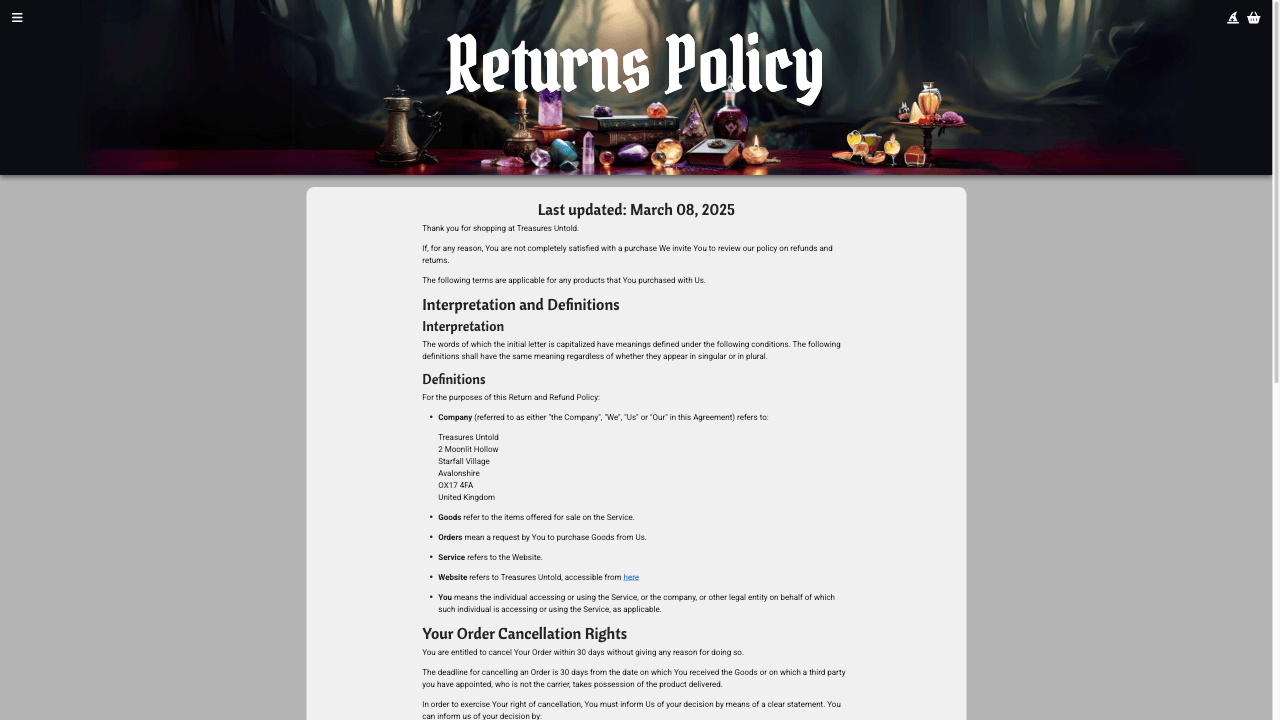 Returns Policy
Last updated: March 08, 2025
Thank you for shopping at Treasures Untold.
If, for any reason, You are not completely satisfied with a purchase We invite You to review our policy on refunds and
returns.
The following terms are applicable for any products that You purchased with Us.
Interpretation and Definitions
Interpretation
The words of which the initial letter is capitalized have meanings defined under the following conditions. The following
definitions shall have the same meaning regardless of whether they appear in singular or in plural.
Definitions
For the purposes of this Return and Refund Policy:
• Company (referred to as either "the Company", "We", "Us" or "Our" in this Agreement) refers to:
Treasures Untold
2 Moonlit Hollow
Starfall Village
Avalonshire
OX17 4FA
United Kingdom
• Goods refer to the items offered for sale on the Service.
• Orders mean a request by You to purchase Goods from Us.
• Service refers to the Website.
• Website refers to Treasures Untold, accessible from here
• You means the individual accessing or using the Service, or the company, or other legal entity on behalf of which
such individual is accessing or using the Service, as applicable.
Your Order Cancellation Rights
You are entitled to cancel Your Order within 30 days without giving any reason for doing so.
The deadline for cancelling an Order is 30 days from the date on which You received the Goods or on which a third party
you have appointed, who is not the carrier, takes possession of the product delivered.
In order to exercise Your right of cancellation, You must inform Us of your decision by means of a clear statement. You
can inform us of your decision by: